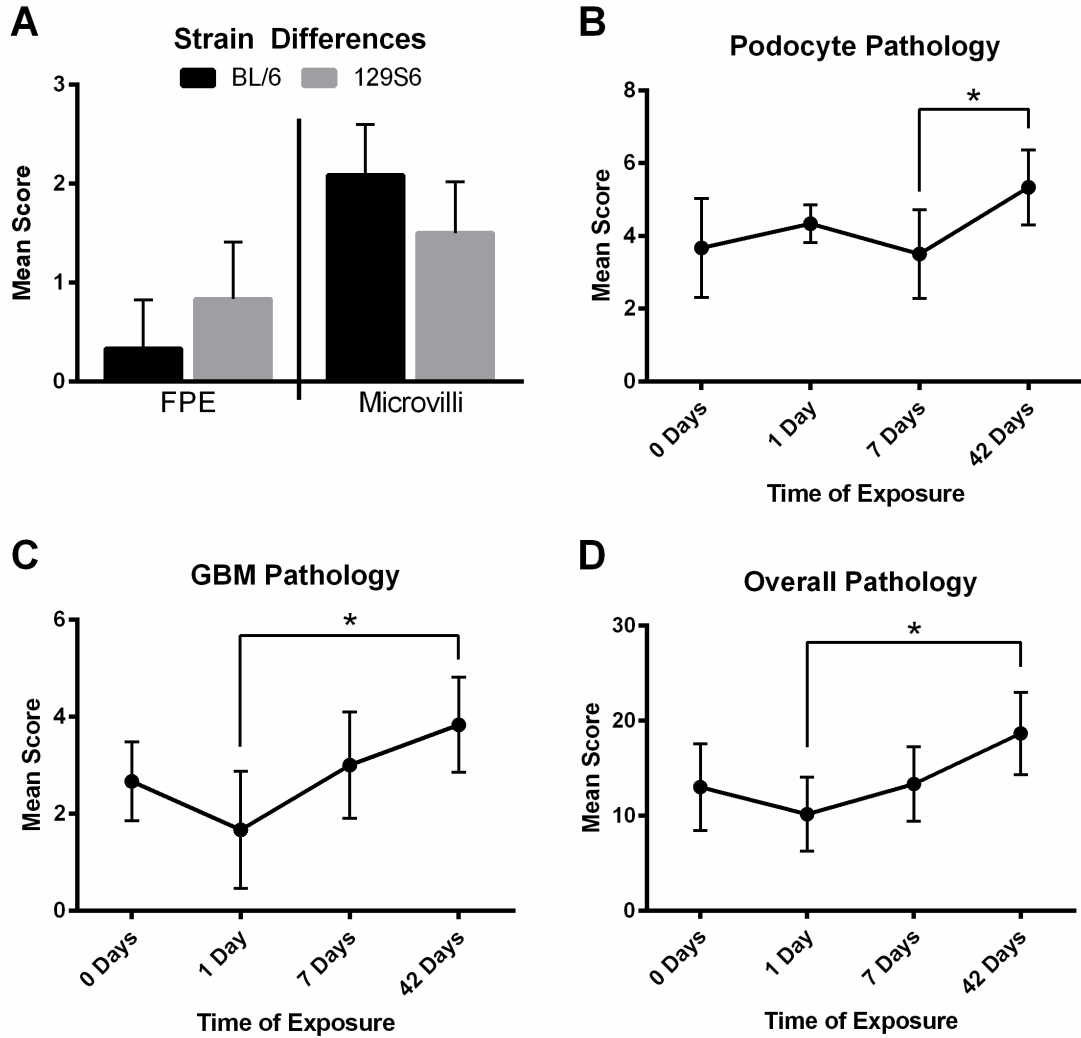 A
Strain Differences
BL/6 129S6
Mean Score
3
2
1
0
FPE Microvilli
B
Podocyte Pathology
Mean Score
8
6
4
2
0
*
0 Days 1 Day 7 Days 42 Days
Time of Exposure
C
GBM Pathology
Mean Score
6
4
2
0
*
0 Days 1 Day 7 Days 42 Days
Time of Exposure
D
Overall Pathology
Mean Score
30
20
10
0
*
0 Days 1 Day 7 Days 42 Days
Time of Exposure